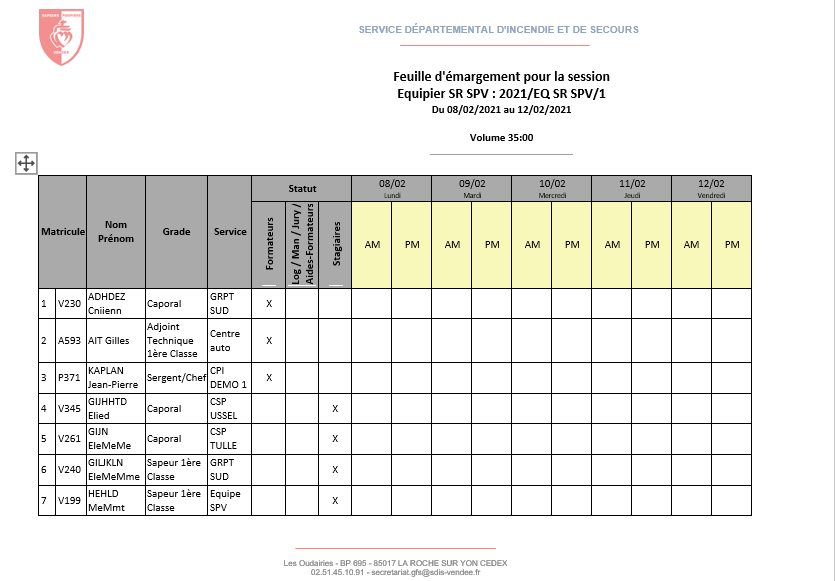 SAPEURS POMPIERS
VENDÉE
SERVICE DÉPARTEMENTAL D'INCENDIE ET DE SECOURS
Feuille d'émargement pour la session
Equipier SR SPV : 2021/EQ SR SPV/1
Du 08/02/2021 au 12/02/2021
Volume 35:00
Matricule
Nom
Prénom
Grade
Service
Statut
Formateurs
Log / Man / Jury /
Aides-Formateurs
Stagiaires
08/02
Lundi
09/02
Mardi
10/02
Mercredi
11/02
Jeudi
12/02
Vendredi
AM PM AM PM AM PM AM PM AM PM
1 V230 ADHDEZ Caporal GRPT X
Cniienn SUD
2 A593 AIT Gilles Adjoint Centre X
Technique auto
1ère Classe
3 P371 KAPLAN Sergent/Chef CPI X
Jean-Pierre DEMO 1
4 V345 GIJHHTD Caporal CSP X
Elied USSEL
5 V261 GIJN Caporal CSP X
EleMeMe TULLE
6 V240 GILJKLN Sapeur 1ère GRPT X
EleMeMme Classe SUD
7 V199 HEHLD Sapeur 1ère Equipe X
MeMmt Classe SPV
Les Oudairies - BP 695 - 85017 LA ROCHE SUR YON CEDEX
02.51.45.10.91 - secretariat.gfs@sdis-vendee.fr